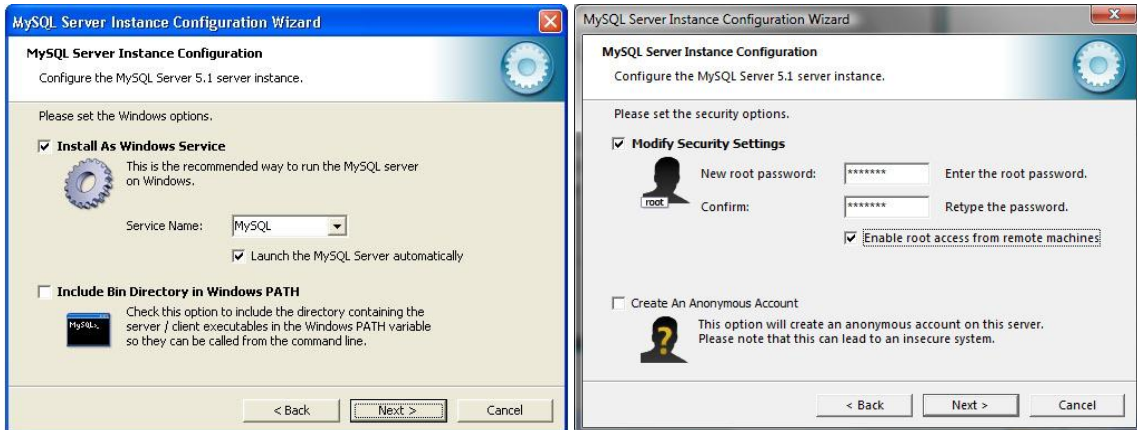 MySQL Server Instance Configuration Wizard
MySQL Server Instance Configuration
Configure the MySQL Server 5.1 server instance.
Please set the Windows options.
Install As Windows Service
This is the recommended way to run the MySQL server
on Windows.
Service Name: MySQL
Launch the MySQL Server automatically
Include Bin Directory in Windows PATH
MySQL>_
Check this option to include the directory containing the
server / client executables in the Windows PATH variable
so they can be called from the command line.
< Back Next > Cancel
MySQL Server Instance Configuration Wizard
MySQL Server Instance Configuration
Configure the MySQL Server 5.1 server instance.
Please set the security options.
Modify Security Settings
New root password: ******* Enter the root password.
root
Confirm: ******* Retype the password.
Enable root access from remote machines
Create An Anonymous Account
This option will create an anonymous account on this server.
Please note that this can lead to an insecure system.
< Back Next > Cancel